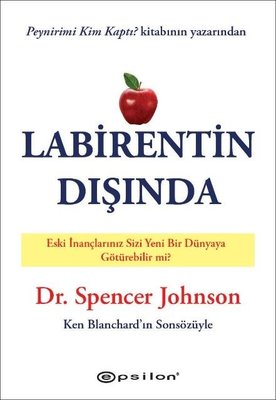 Peynirimi Kim Kaptı? kitabının yazarından
LABİRENTİN
DIŞINDA
Eski İnançlarınız Sizi Yeni Bir Dünyaya
Götürebilir mi?
Dr. Spencer Johnson
Ken Blanchard'ın Sonsözüyle
epsilon®